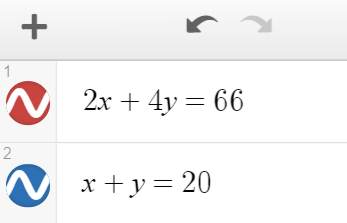 1
2x + 4y = 66
2
x + y = 20